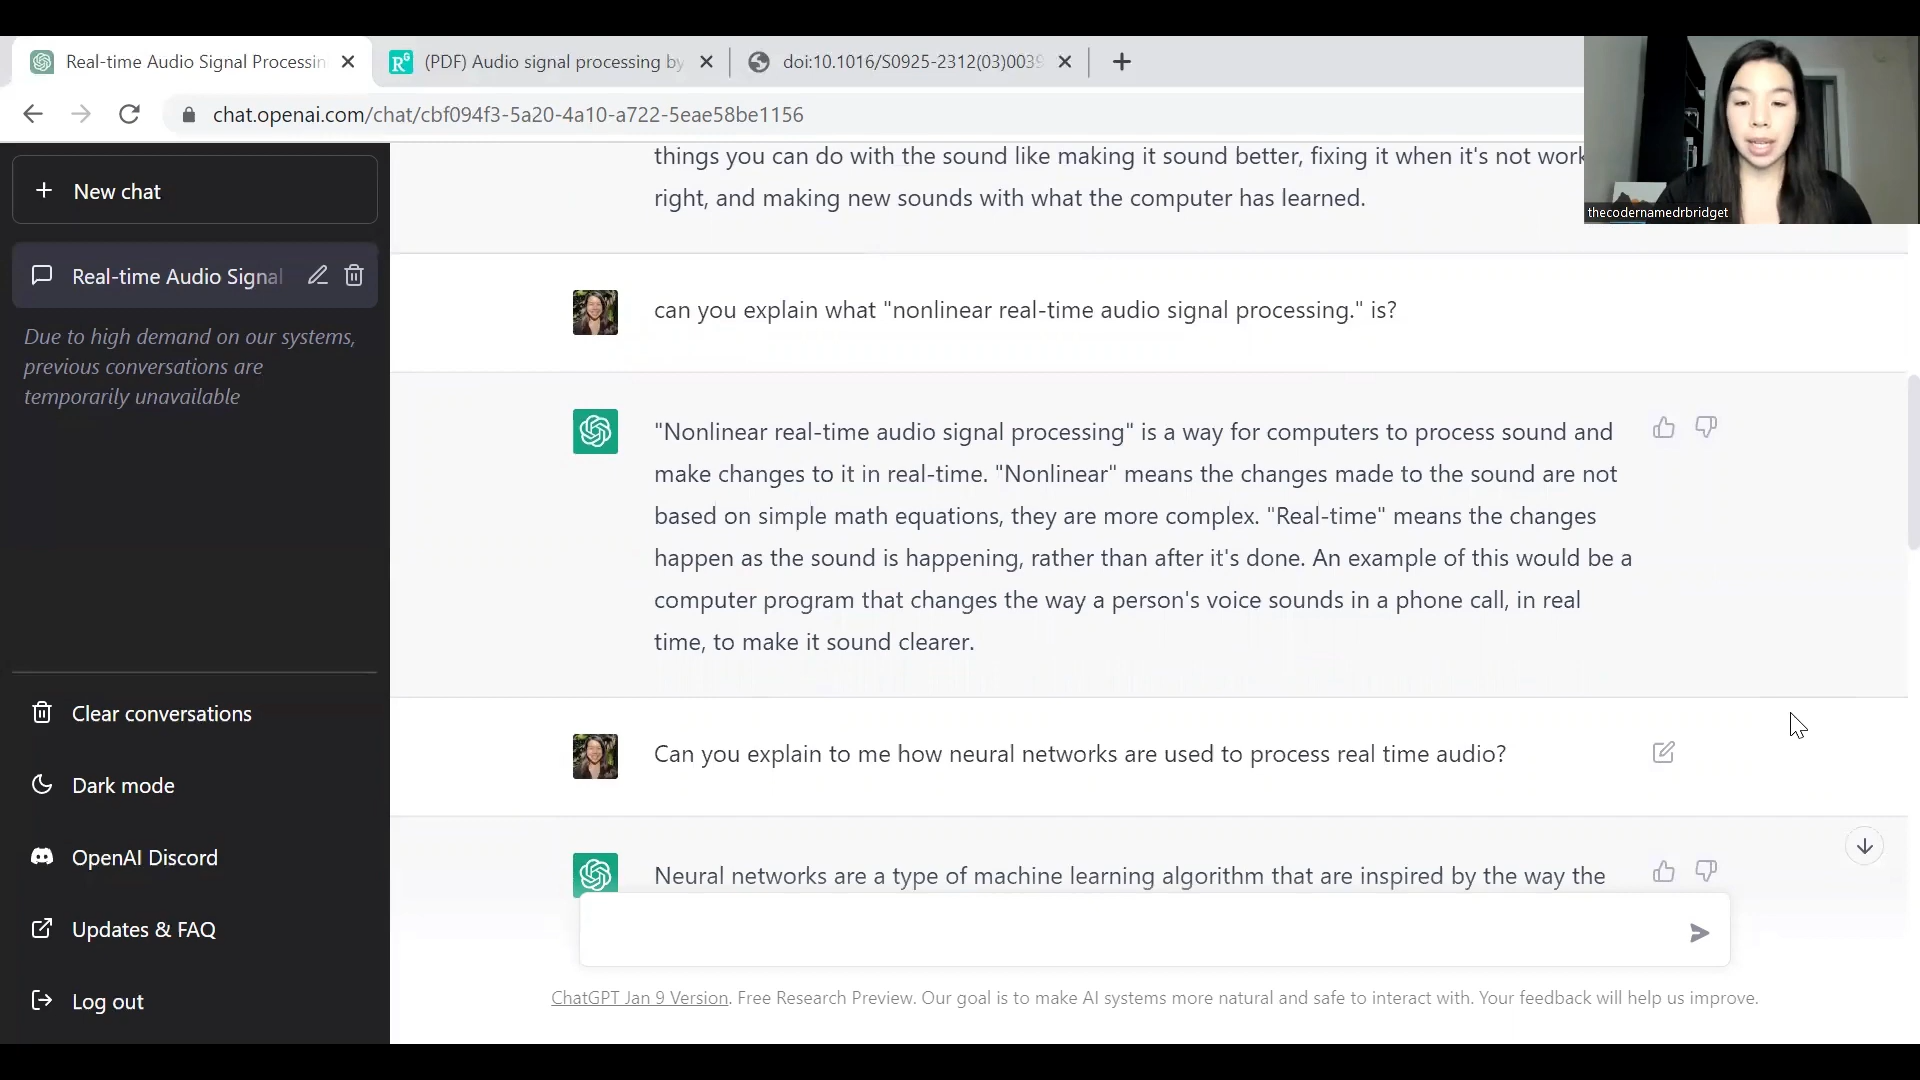 Real-time Audio Signal Processin
(PDF) Audio signal processing by
doi:10.1016/S0925-2312(03)0039
chat.openai.com/chat/cbf094f3-5a20-4a10-a722-5eae58be1156
thecodernamedrbridget
New chat
Real-time Audio Signal
Due to high demand on our systems,
previous conversations are
temporarily unavailable
Clear conversations
Dark mode
OpenAI Discord
Updates & FAQ
Log out
things you can do with the sound like making it sound better, fixing it when it's not work
right, and making new sounds with what the computer has learned.
can you explain what "nonlinear real-time audio signal processing." is?
"Nonlinear real-time audio signal processing" is a way for computers to process sound and
make changes to it in real-time. "Nonlinear" means the changes made to the sound are not
based on simple math equations, they are more complex. "Real-time" means the changes
happen as the sound is happening, rather than after it's done. An example of this would be a
computer program that changes the way a person's voice sounds in a phone call, in real
time, to make it sound clearer.
Can you explain to me how neural networks are used to process real time audio?
Neural networks are a type of machine learning algorithm that are inspired by the way the
ChatGPT Jan 9 Version. Free Research Preview. Our goal is to make AI systems more natural and safe to interact with. Your feedback will help us improve.